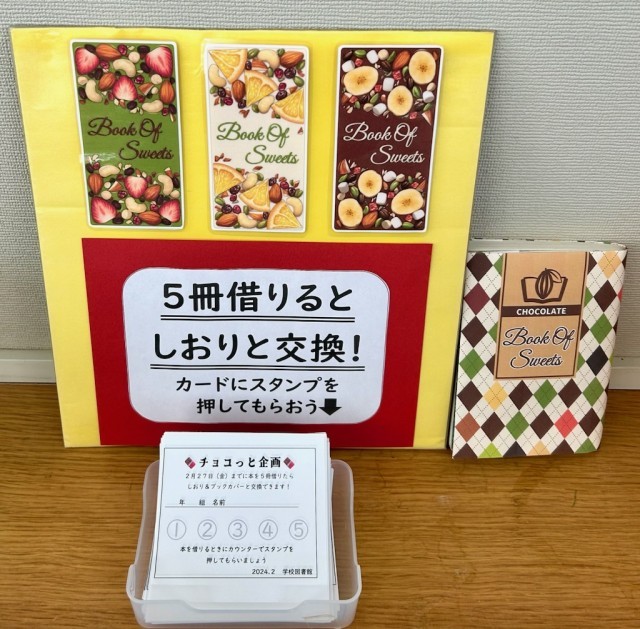 Book Of
Sweets
Book Of
Sweets
Book Of
Sweets
5冊借りると
しおりと交換!
カードにスタンプを
押してもらおう⬇
CHOCOLATE
Book Of
Sweets
チョコっと企画
2月27日(金)までに本を5冊借りたら
しおり&ブックカバーと交換できます!
年 組 名前
① ② ③ ④ ⑤
本を借りるときにカウンターでスタンプを
押してもらいましょう
2024.2 学校図書館